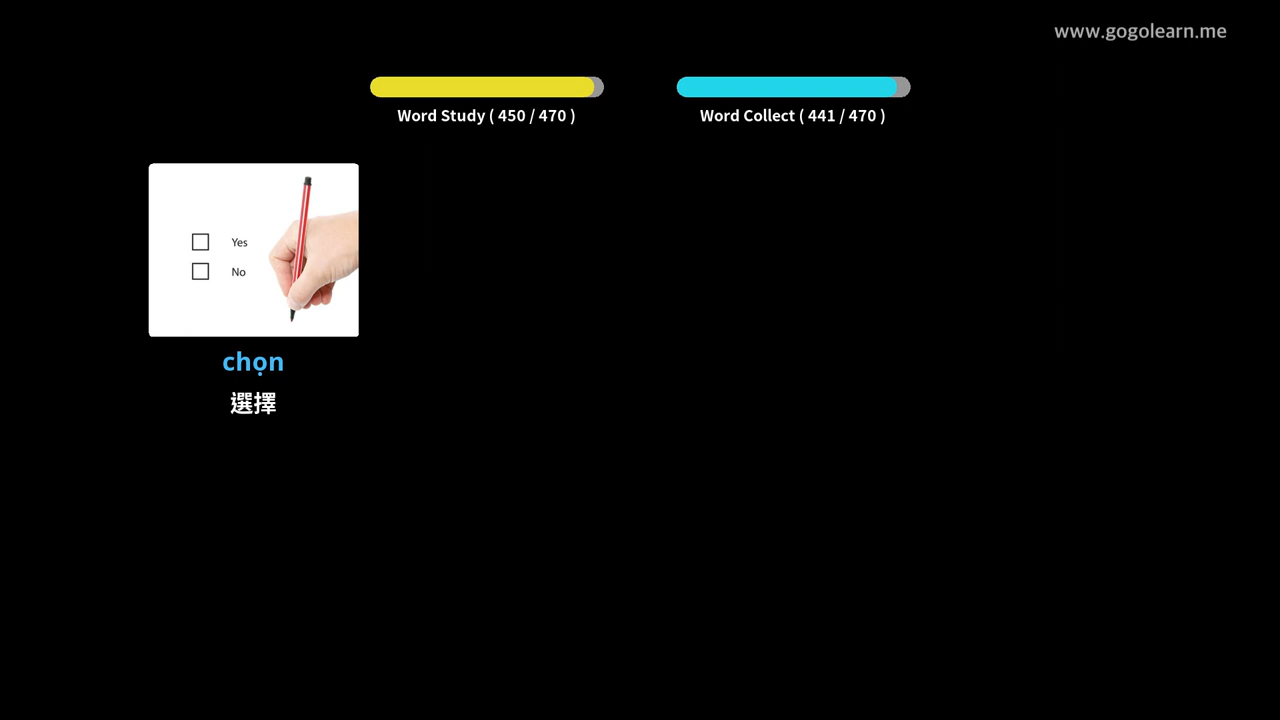 www.gogolearn.me
Word Study ( 450 / 470 )
Word Collect ( 441 / 470 )
Yes
No
chọn
選擇